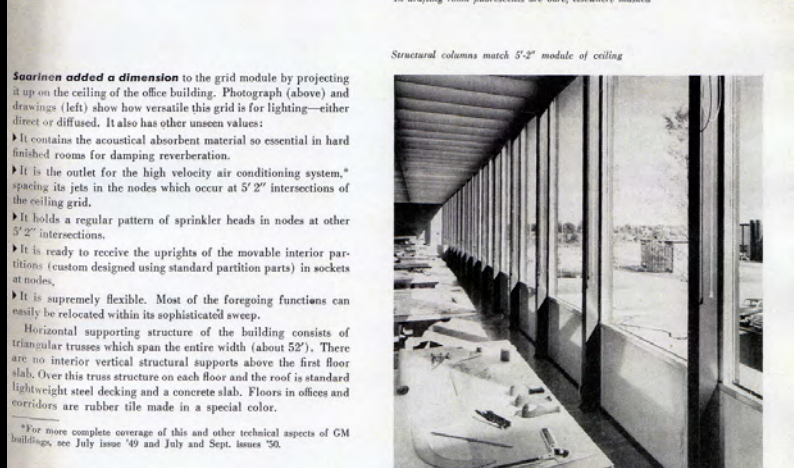 In drafting room fluorescents are bare, elsewhere masked
Structural columns match 5'-2" module of ceiling
Saarinen added a dimension to the grid module by projecting
it up on the ceiling of the office building. Photograph (above) and
drawings (left) show how versatile this grid is for lighting—either
direct or diffused. It also has other unseen values:
▶ It contains the acoustical absorbent material so essential in hard
finished rooms for damping reverberation.
▶ It is the outlet for the high velocity air conditioning system,*
spacing its jets in the nodes which occur at 5' 2" intersections of
the ceiling grid.
▶ It holds a regular pattern of sprinkler heads in nodes at other
5' 2" intersections.
▶ It is ready to receive the uprights of the movable interior par-
titions (custom designed using standard partition parts) in sockets
at nodes.
▶ It is supremely flexible. Most of the foregoing functions can
easily be relocated within its sophisticated sweep.
Horizontal supporting structure of the building consists of
triangular trusses which span the entire width (about 52'). There
are no interior vertical structural supports above the first floor
slab. Over this truss structure on each floor and the roof is standard
lightweight steel decking and a concrete slab. Floors in offices and
corridors are rubber tile made in a special color.
*For more complete coverage of this and other technical aspects of GM
buildings, see July issue '49 and July and Sept. issues '50.